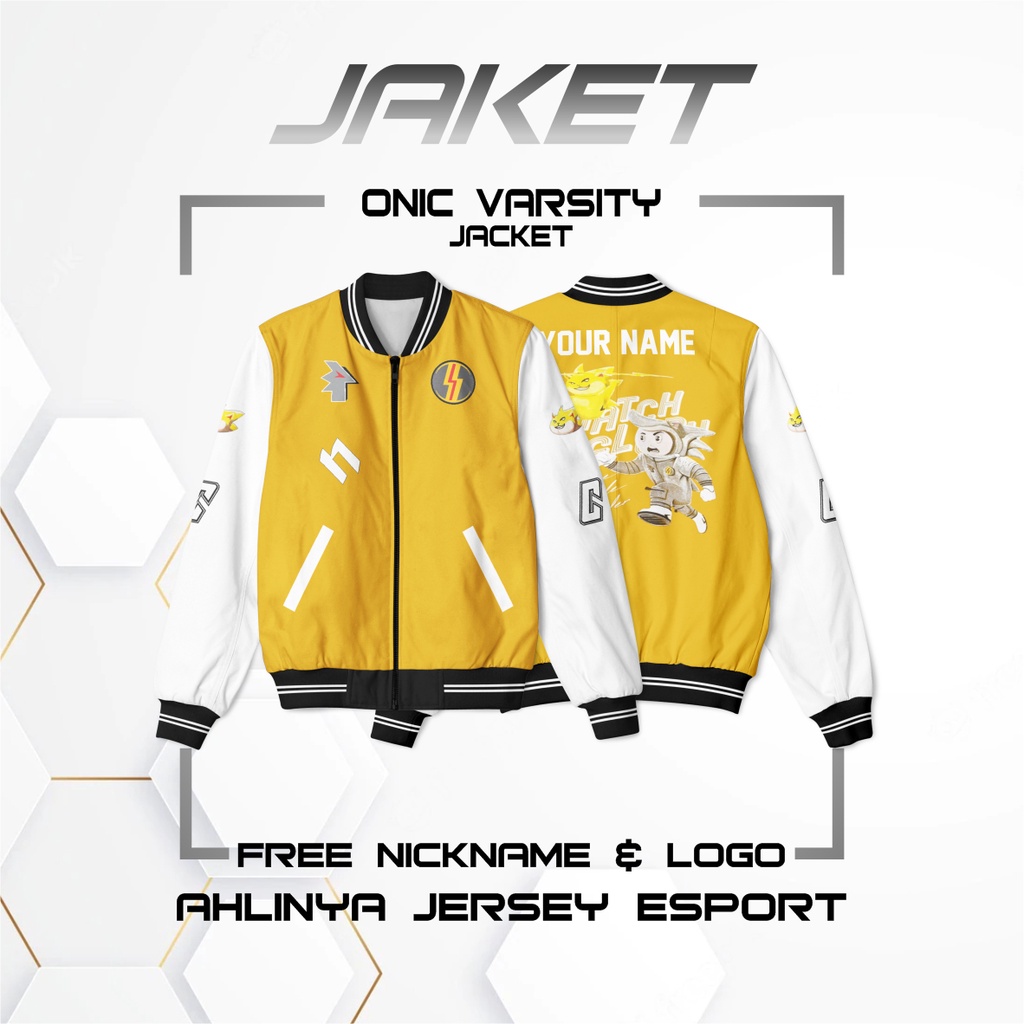 JAKET
ONIC VARSITY
JACKET
YOUR NAME
FREE NICKNAME & LOGO
AHLINYA JERSEY ESPORT